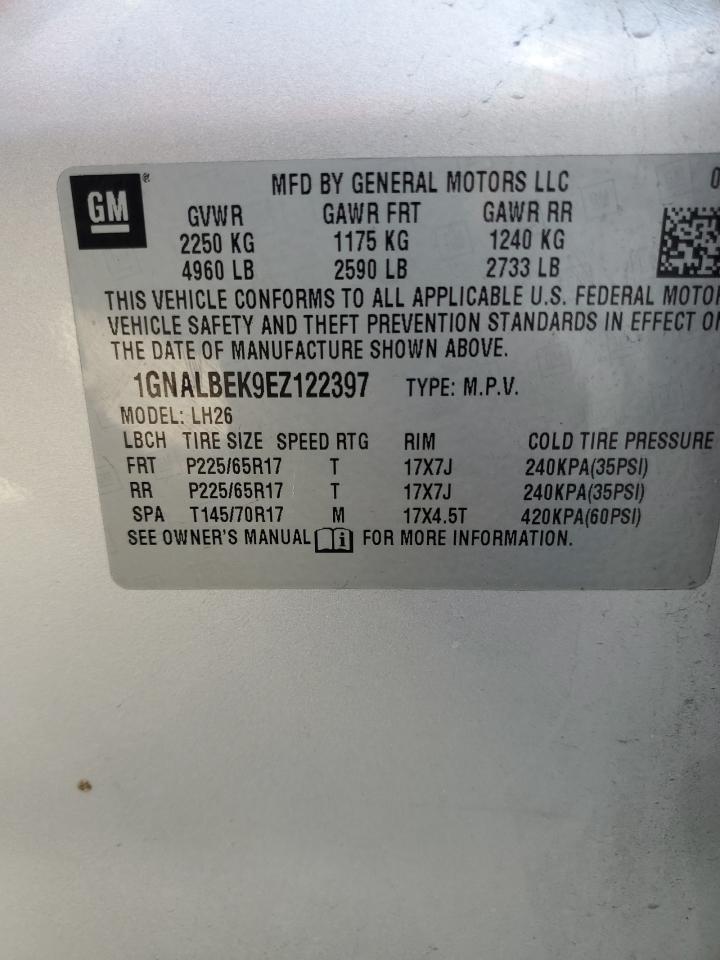 GM® MFD BY GENERAL MOTORS LLC 0
GVWR GAWR FRT GAWR RR
2250 KG 1175 KG 1240 KG
4960 LB 2590 LB 2733 LB
THIS VEHICLE CONFORMS TO ALL APPLICABLE U.S. FEDERAL MOTO
VEHICLE SAFETY AND THEFT PREVENTION STANDARDS IN EFFECT O
THE DATE OF MANUFACTURE SHOWN ABOVE.
1GNALBEK9EZ122397 TYPE: M.P.V.
MODEL: LH26
LBCH TIRE SIZE SPEED RTG RIM COLD TIRE PRESSURE
FRT P225/65R17 T 17X7J 240KPA(35PSI)
RR P225/65R17 T 17X7J 240KPA(35PSI)
SPA T145/70R17 M 17X4.5T 420KPA(60PSI)
SEE OWNER'S MANUAL i FOR MORE INFORMATION.